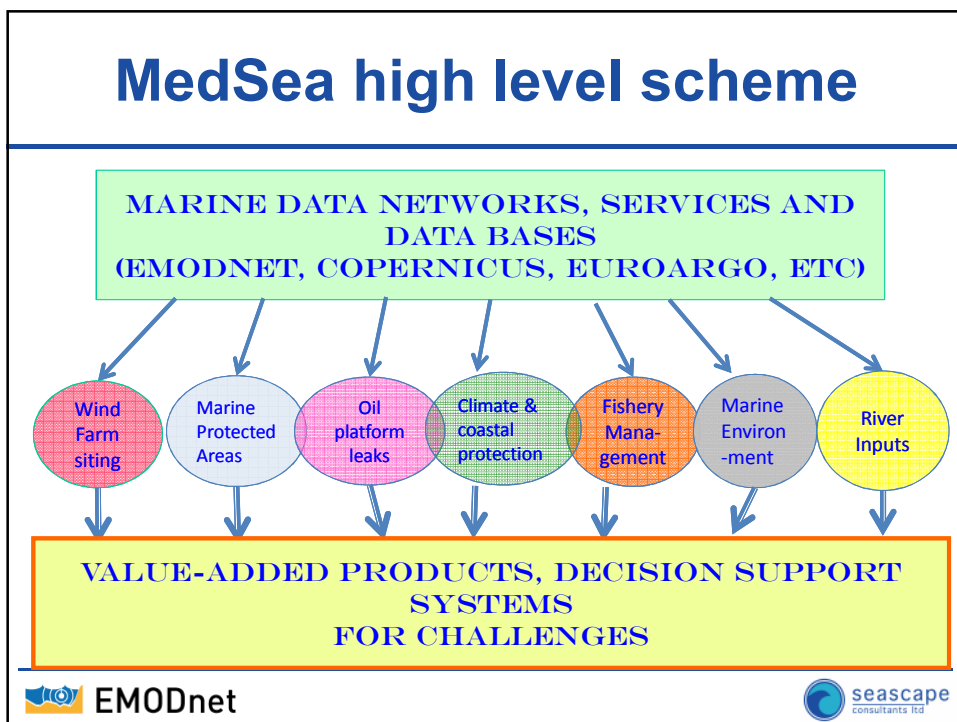 MedSea high level scheme
MARINE DATA NETWORKS, SERVICES AND
DATA BASES
(EMODNET, COPERNICUS, EUROARGO, ETC)
Wind
Farm
siting
Marine
Protected
Areas
Oil
platform
leaks
Climate &
coastal
protection
Fishery
Mana-
gement
Marine
Environ
-ment
River
Inputs
VALUE-ADDED PRODUCTS, DECISION SUPPORT
SYSTEMS
FOR CHALLENGES
EMODnet
seascape
consultants ltd